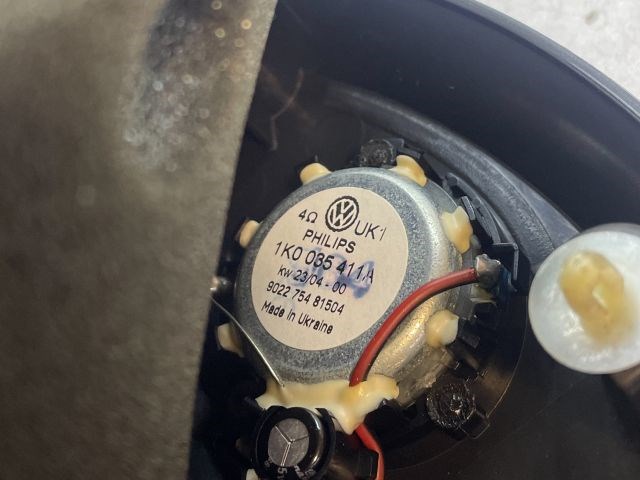 4Ω UK1
PHILIPS
1K0 035 411 A
kw 23/04 - 00
9022 754 81504
Made in Ukraine